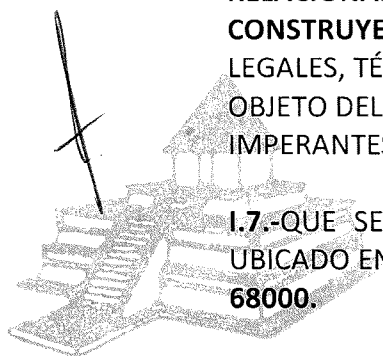 CONSTRUYE
LEGALES, TÉ
OBJETO DEL
IMPERANTES
I.7.-QUE SE
UBICADO EN
68000.